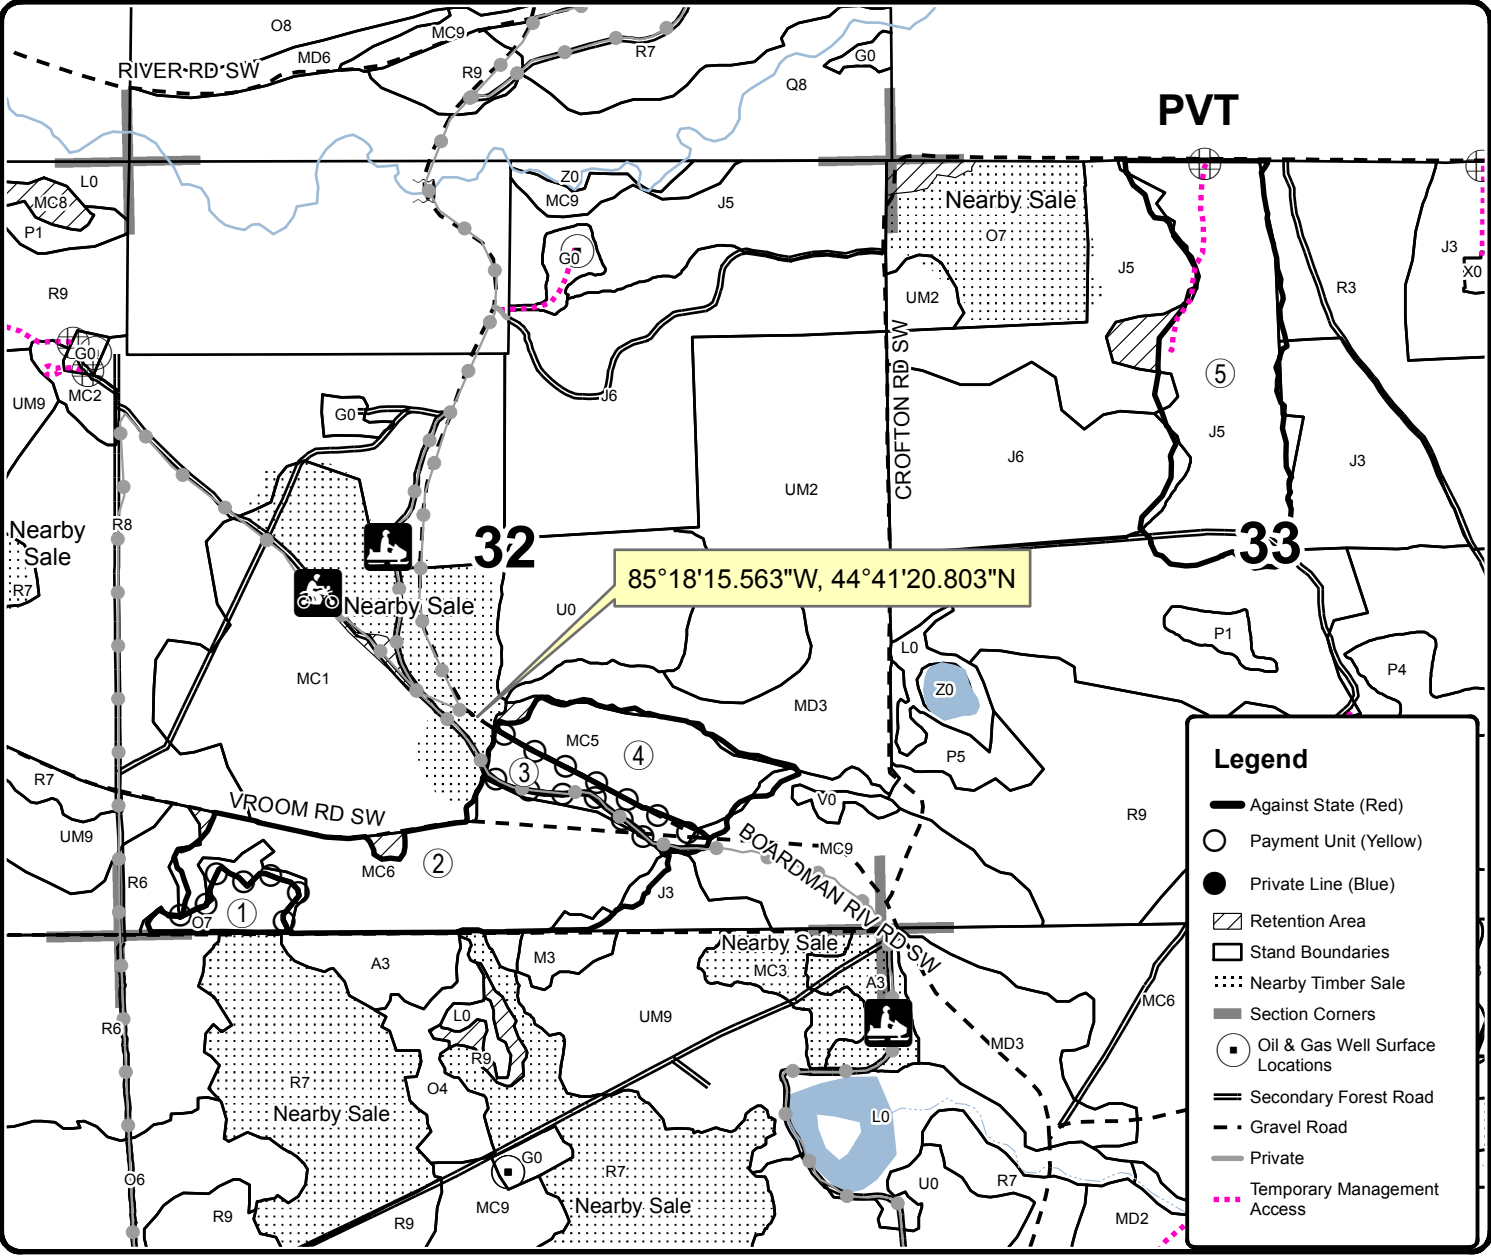 O8
MC9
MD6
R7
RIVER RD SW
R9
G0
Q8
PVT
L0
Z0
MC8
MC9
J5
Nearby Sale
P1
O7
J3
G0
J5
X0
R9
UM2
R3
CROFTON RD SW
G0
5
MC2
UM9
J6
G0
J5
J6
J3
UM2
R8
Nearby
Sale
32
33
85°18'15.563"W, 44°41'20.803"N
R7
Nearby Sale
U0
P1
L0
P4
MC1
Z0
MD3
MC5
4
P5
3
R7
V0
VROOM RD SW
R9
UM9
BOARDMAN RIV RD SW
MC9
2
MC6
R6
J3
1
O7
Nearby Sale
M3
A3
MC3
A3
MC6
L0
UM9
R6
MD3
R9
R7
O4
Nearby Sale
L0
G0
R7
O6
U0
R7
MC9
Nearby Sale
R9
R9
MD2
Legend
Against State (Red)
Payment Unit (Yellow)
Private Line (Blue)
Retention Area
Stand Boundaries
Nearby Timber Sale
Section Corners
Oil & Gas Well Surface
Locations
Secondary Forest Road
Gravel Road
Private
Temporary Management
Access